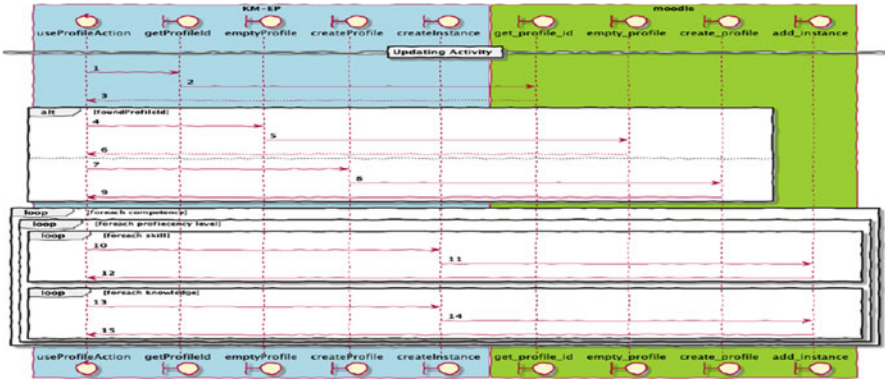 KM-EP moodle
useProfileAction getProfileId emptyProfile createProfile createInstance get_profile_id empty_profile create_profile add_instance
Updating Activity
1
2
3
alt [foundProfileId]
4
5
6
7
8
9
loop [foreach competence]
loop [foreach profiecency level]
loop [foreach skill]
10
11
12
loop [foreach knowledge]
13
14
15
useProfileAction getProfileId emptyProfile createProfile createInstance get_profile_id empty_profile create_profile add_instance